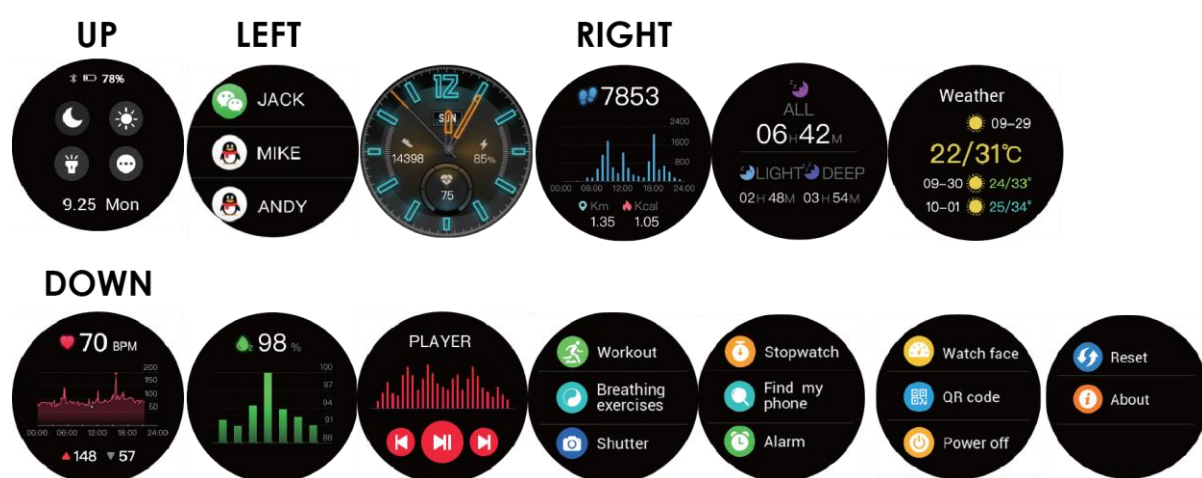 UP
LEFT
RIGHT
78%
9.25 Mon
JACK
MIKE
ANDY
12
SUN
14398
85%
75
7853
2400
1600
800
00:00 06:00 12:00 18:00 24:00
Km Kcal
1.35 1.05
ALL
06H42M
LIGHT DEEP
02H48M 03H54M
Weather
09-29
22/31°C
09-30 24/33°
10-01 25/34°
DOWN
70 BPM
200
150
100
50
00:00 06:00 12:00 18:00 24:00
148 57
98 %
100
97
94
91
88
PLAYER
Workout
Breathing
exercises
Shutter
Stopwatch
Find my
phone
Alarm
Watch face
QR code
Power off
Reset
About